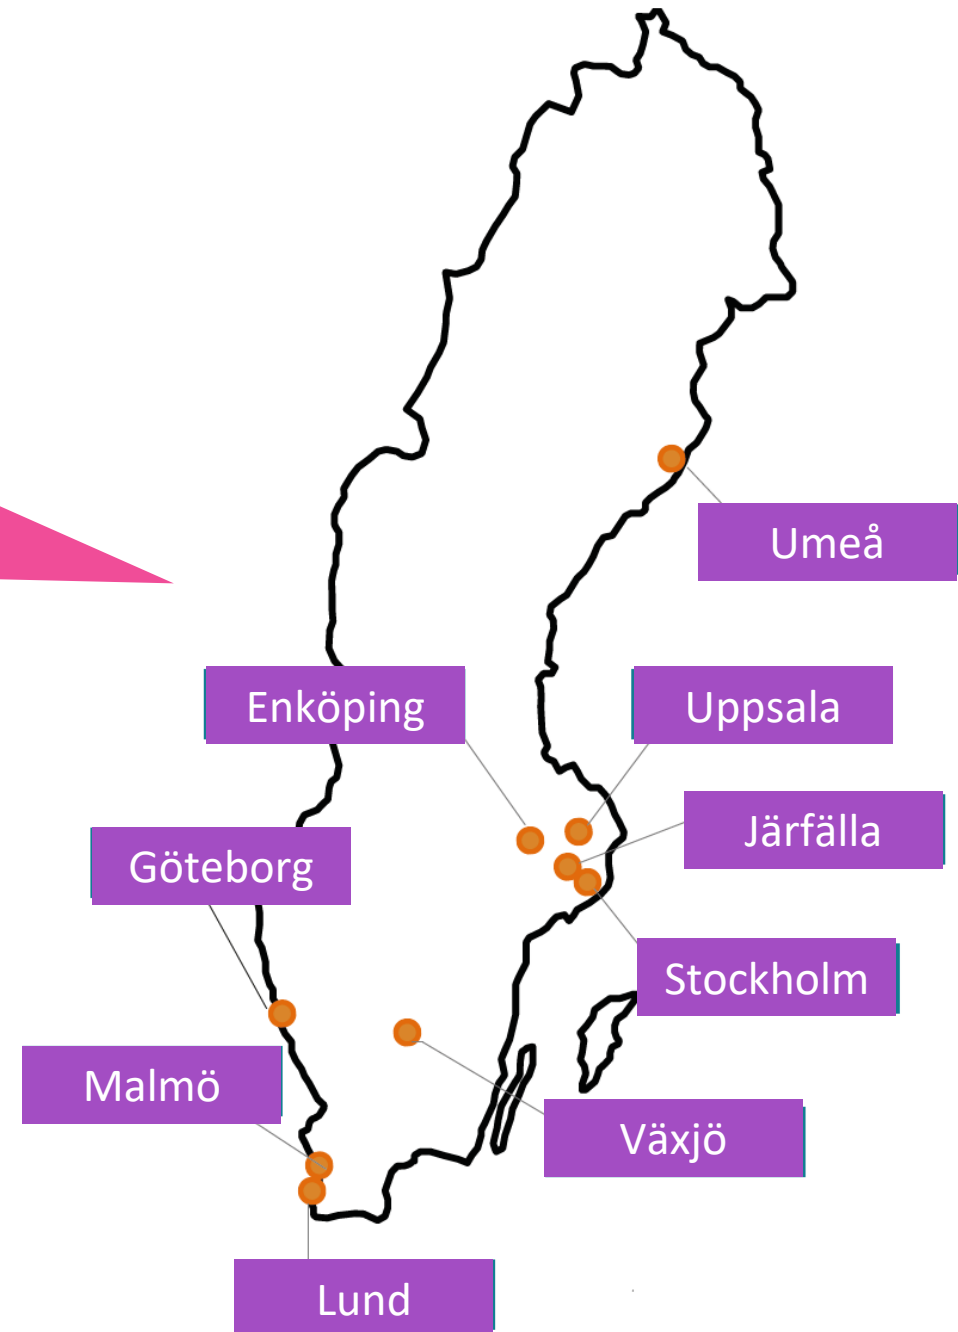 Umeå
Enköping
Uppsala
Järfälla
Göteborg
Stockholm
Malmö
Växjö
Lund